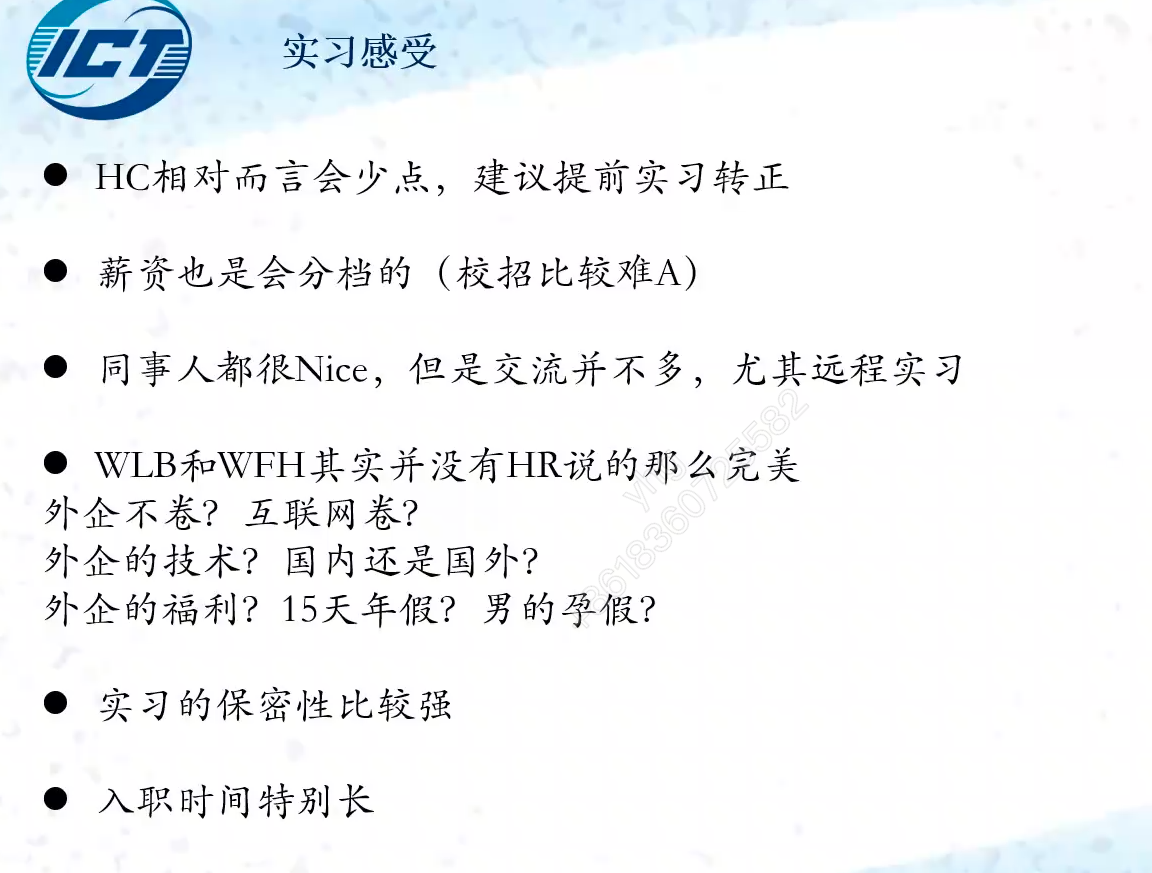 ICT
实习感受
● HC相对而言会少点，建议提前实习转正
● 薪资也是会分档的（校招比较难A）
● 同事人都很Nice，但是交流并不多，尤其远程实习
● WLB和WFH其实并没有HR说的那么完美
外企不卷？互联网卷？
外企的技术？国内还是国外？
外企的福利？15天年假？男的孕假？
● 实习的保密性比较强
● 入职时间特别长